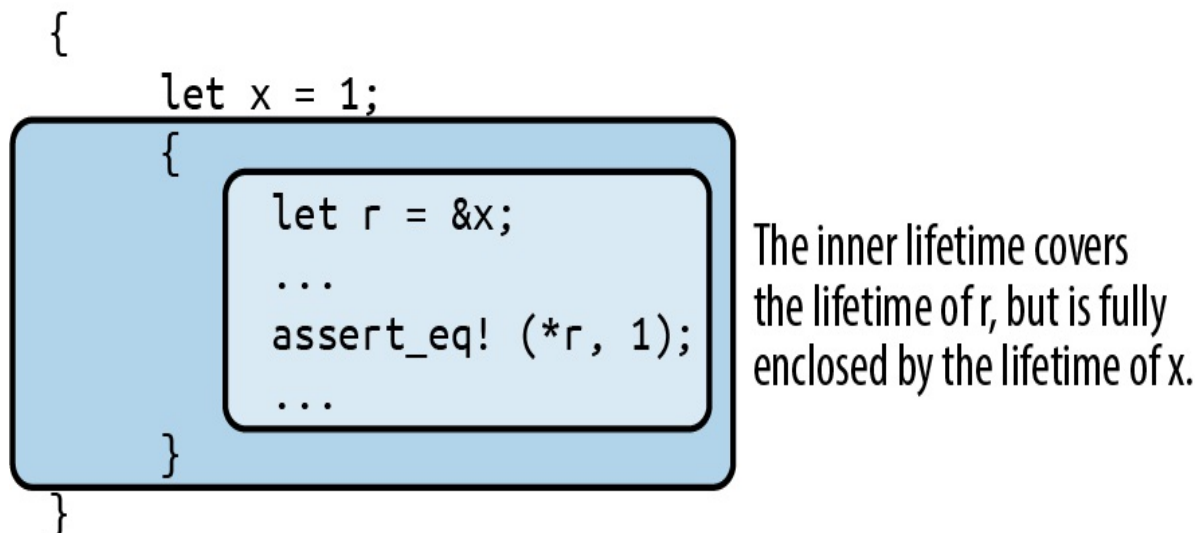 {
let x = 1;
{
let r = &x;
...
assert_eq! (*r, 1);
...
}
}
The inner lifetime covers
the lifetime of r, but is fully
enclosed by the lifetime of x.